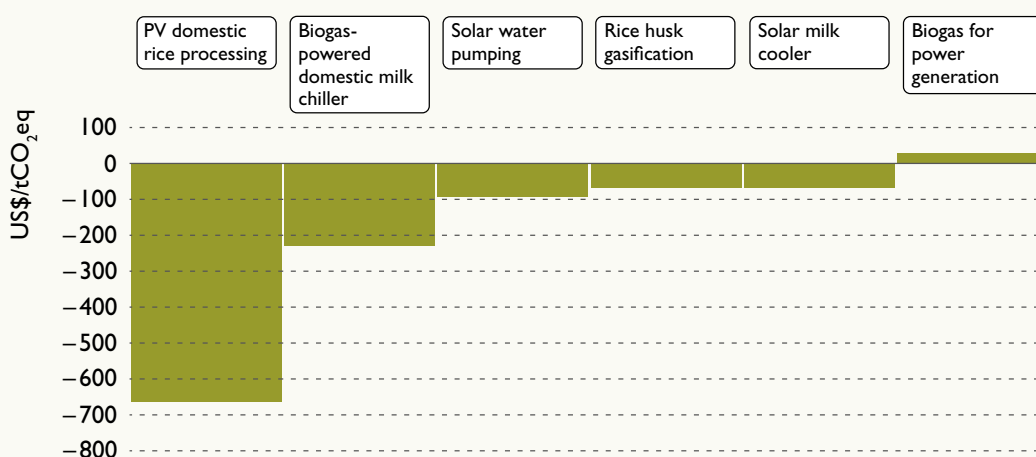 PV domestic
rice processing
Biogas-
powered
domestic milk
chiller
Solar water
pumping
Rice husk
gasification
Solar milk
cooler
Biogas for
power
generation
US$/tCO₂eq
100
0
−100
−200
−300
−400
−500
−600
−700
−800